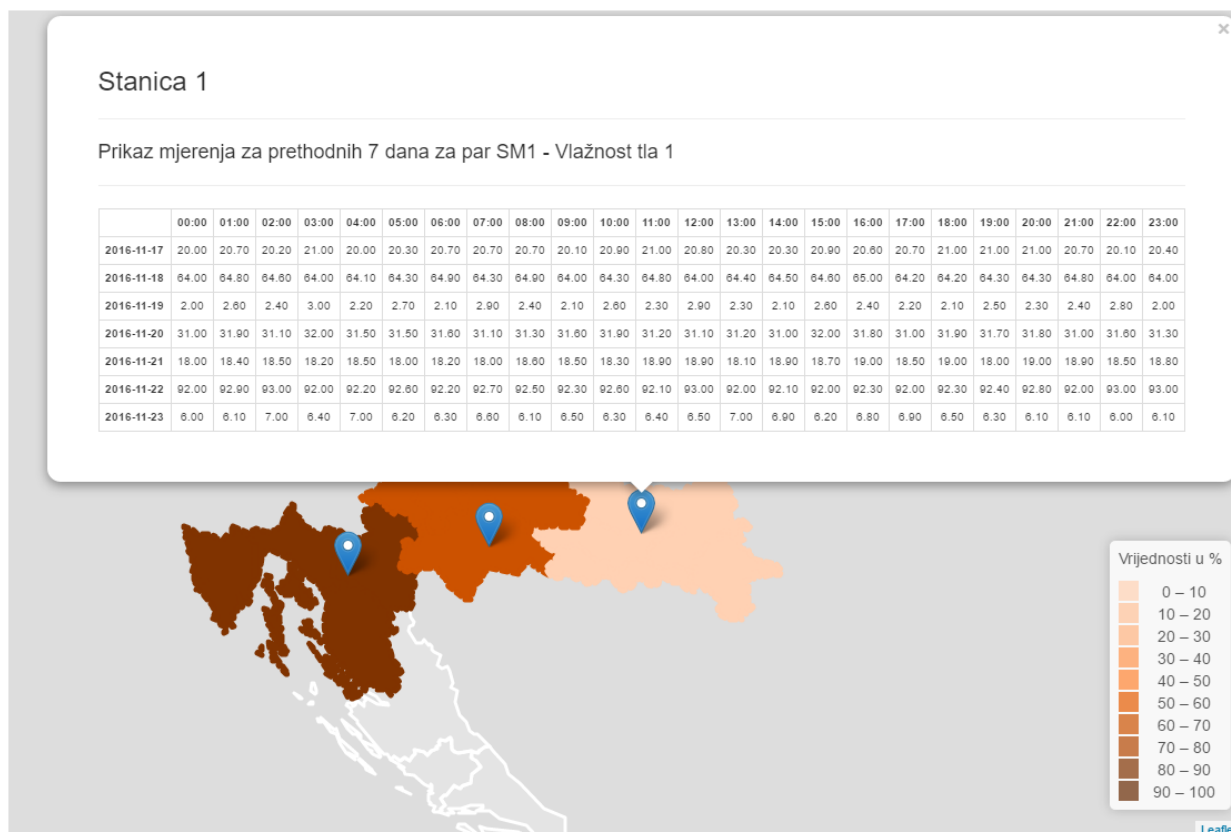 ×
Stanica 1
Prikaz mjerenja za prethodnih 7 dana za par SM1 - Vlažnost tla 1
00:00 01:00 02:00 03:00 04:00 05:00 06:00 07:00 08:00 09:00 10:00 11:00 12:00 13:00 14:00 15:00 16:00 17:00 18:00 19:00 20:00 21:00 22:00 23:00
2016-11-17 20.00 20.70 20.20 21.00 20.00 20.30 20.70 20.70 20.70 20.10 20.90 21.00 20.80 20.30 20.30 20.90 20.60 20.70 21.00 21.00 21.00 20.70 20.10 20.40
2016-11-18 64.00 64.80 64.60 64.00 64.10 64.30 64.90 64.30 64.90 64.00 64.30 64.80 64.00 64.40 64.50 64.60 65.00 64.20 64.20 64.30 64.30 64.80 64.00 64.00
2016-11-19 2.00 2.60 2.40 3.00 2.20 2.70 2.10 2.90 2.40 2.10 2.60 2.30 2.90 2.30 2.10 2.60 2.40 2.20 2.10 2.50 2.30 2.40 2.80 2.00
2016-11-20 31.00 31.90 31.10 32.00 31.50 31.50 31.60 31.10 31.30 31.60 31.90 31.20 31.10 31.20 31.00 32.00 31.80 31.00 31.90 31.70 31.80 31.00 31.60 31.30
2016-11-21 18.00 18.40 18.50 18.20 18.50 18.00 18.20 18.00 18.60 18.50 18.30 18.90 18.90 18.10 18.90 18.70 19.00 18.50 19.00 18.00 19.00 18.90 18.50 18.80
2016-11-22 92.00 92.90 93.00 92.00 92.20 92.60 92.20 92.70 92.50 92.30 92.60 92.10 93.00 92.00 92.10 92.00 92.30 92.00 92.30 92.40 92.80 92.00 93.00 93.00
2016-11-23 6.00 6.10 7.00 6.40 7.00 6.20 6.30 6.60 6.10 6.50 6.30 6.40 6.50 7.00 6.90 6.20 6.80 6.90 6.50 6.30 6.10 6.10 6.00 6.10
Vrijednosti u %
0 – 10
10 – 20
20 – 30
30 – 40
40 – 50
50 – 60
60 – 70
70 – 80
80 – 90
90 – 100
Leafle